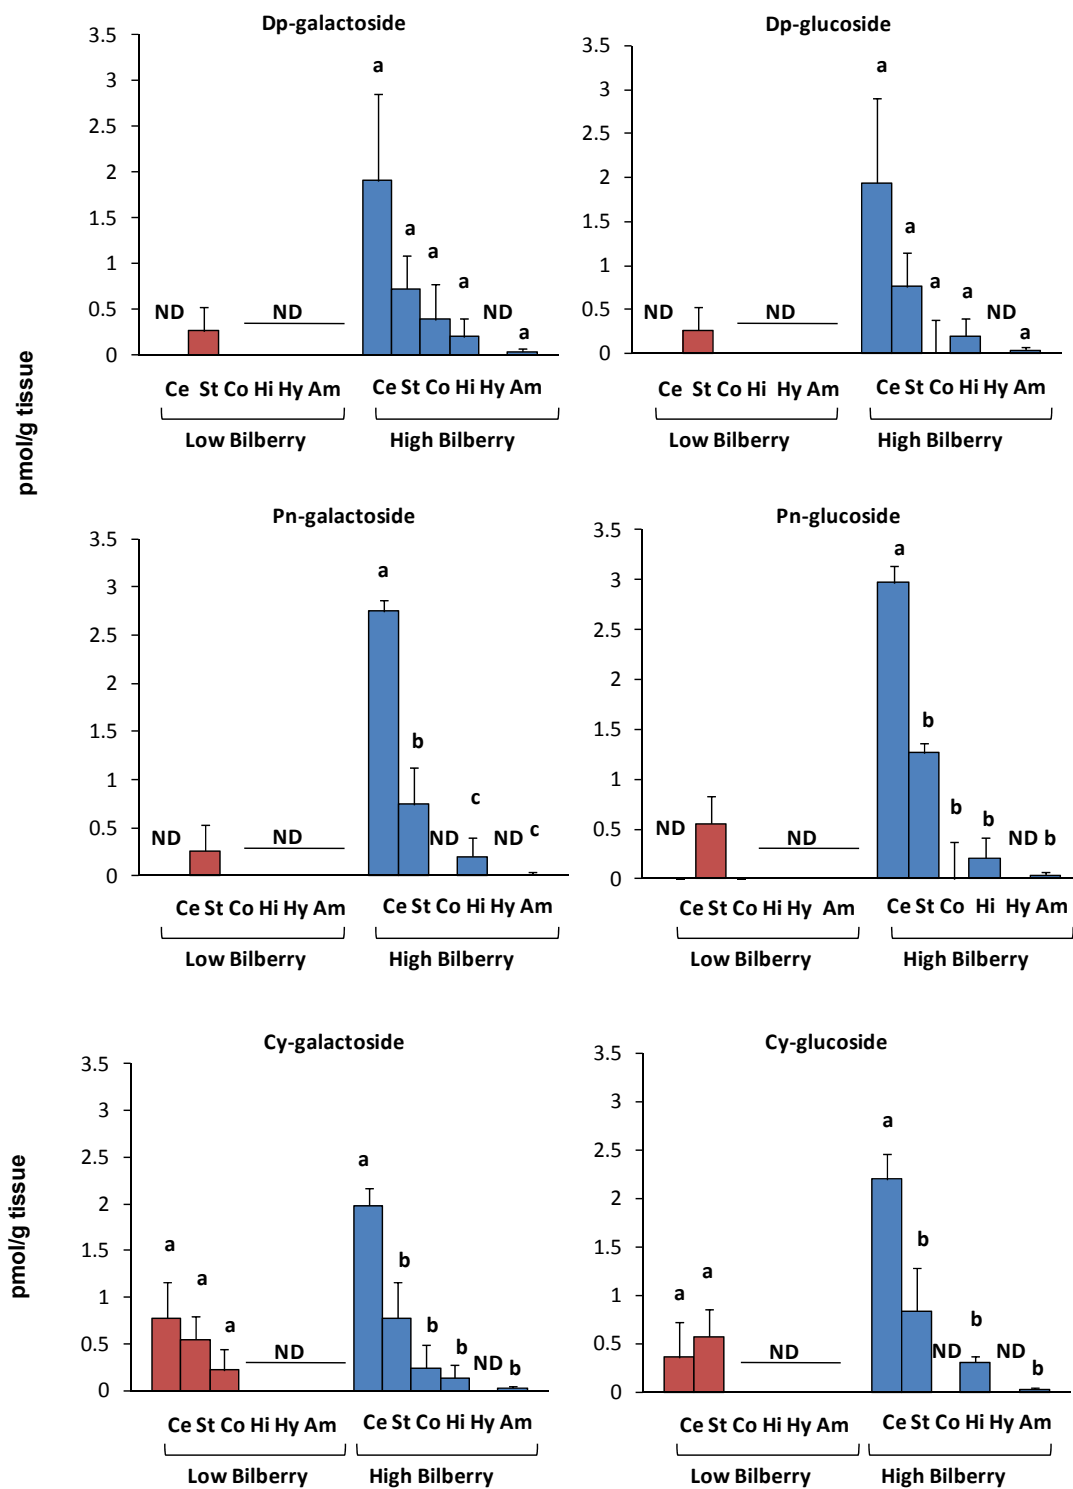 Dp-galactoside
3.5
3
2.5
2
1.5
1
0.5
0
ND
ND
a
a
a
a
ND
a
Ce St Co Hi Hy Am
Ce St Co Hi Hy Am
Low Bilberry
High Bilberry
Dp-glucoside
3.5
3
2.5
2
1.5
1
0.5
0
ND
ND
a
a
a
a
ND
a
Ce St Co Hi Hy Am
Ce St Co Hi Hy Am
Low Bilberry
High Bilberry
pmol/g tissue
Pn-galactoside
3.5
3
2.5
2
1.5
1
0.5
0
ND
ND
a
b
ND
c
ND
c
Ce St Co Hi Hy Am
Ce St Co Hi Hy Am
Low Bilberry
High Bilberry
Pn-glucoside
3.5
3
2.5
2
1.5
1
0.5
0
ND
ND
a
b
b
b
ND b
Ce St Co Hi Hy Am
Ce St Co Hi Hy Am
Low Bilberry
High Bilberry
pmol/g tissue
Cy-galactoside
3.5
3
2.5
2
1.5
1
0.5
0
a
a
a
ND
a
b
b
b
ND
b
Ce St Co Hi Hy Am
Ce St Co Hi Hy Am
Low Bilberry
High Bilberry
Cy-glucoside
3.5
3
2.5
2
1.5
1
0.5
0
a
a
ND
a
b
ND
b
ND
b
Ce St Co Hi Hy Am
Ce St Co Hi Hy Am
Low Bilberry
High Bilberry